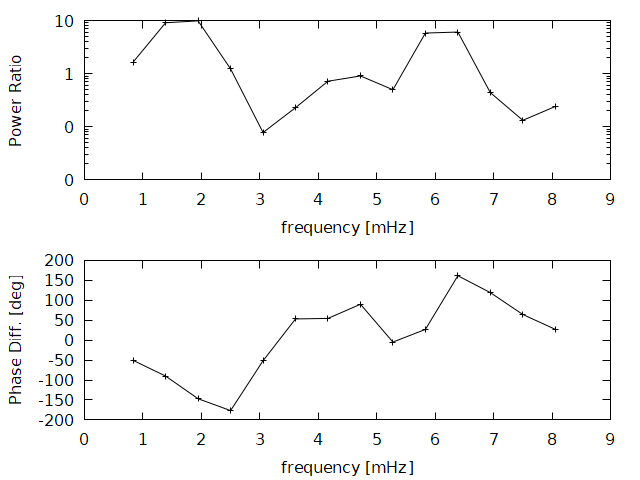 10
1
0
0
Power Ratio
0 1 2 3 4 5 6 7 8 9
frequency [mHz]
200
150
100
50
0
-50
-100
-150
-200
Phase Diff. [deg]
0 1 2 3 4 5 6 7 8 9
frequency [mHz]